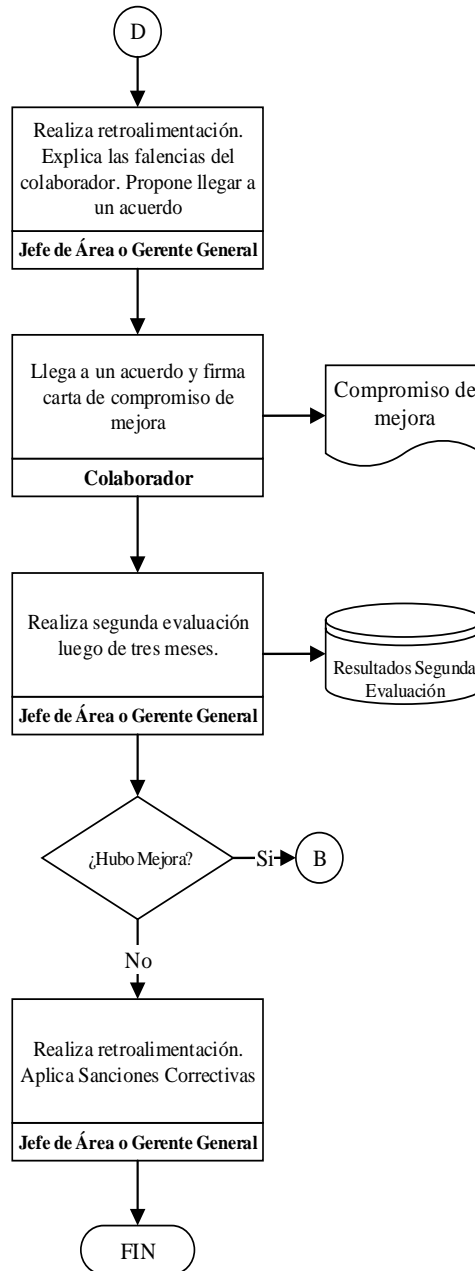 D
Realiza retroalimentación.
Explica las falencias del
colaborador. Propone llegar a
un acuerdo
Jefe de Área o Gerente General
Llega a un acuerdo y firma
carta de compromiso de
mejora
Colaborador
Compromiso de
mejora
Realiza segunda evaluación
luego de tres meses.
Jefe de Área o Gerente General
Resultados Segunda
Evaluación
¿Hubo Mejora?
Si
B
No
Realiza retroalimentación.
Aplica Sanciones Correctivas
Jefe de Área o Gerente General
FIN